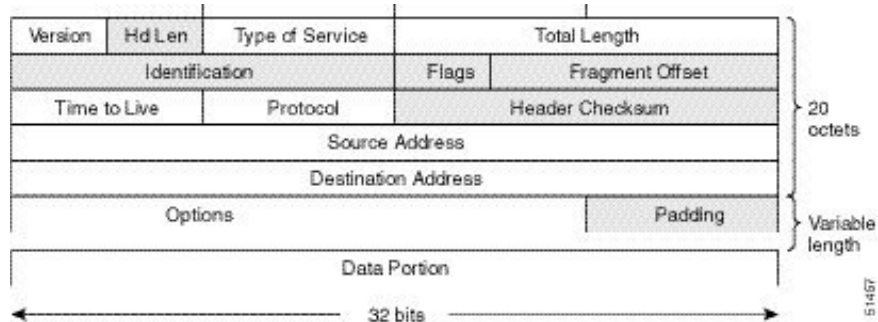 Version Hd Len Type of Service Total Length
Identification Flags Fragment Offset
Time to Live Protocol Header Checksum
20
octets
Source Address
Destination Address
Options Padding
Variable
length
Data Portion
32 bits
51457